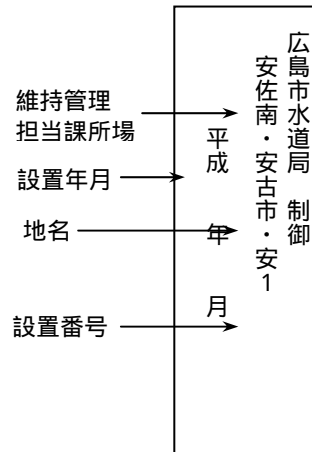 維持管理
担当課所場
設置年月
地名
設置番号
広島市水道局 制御
安佐南・安古市・安1
平成 年 月